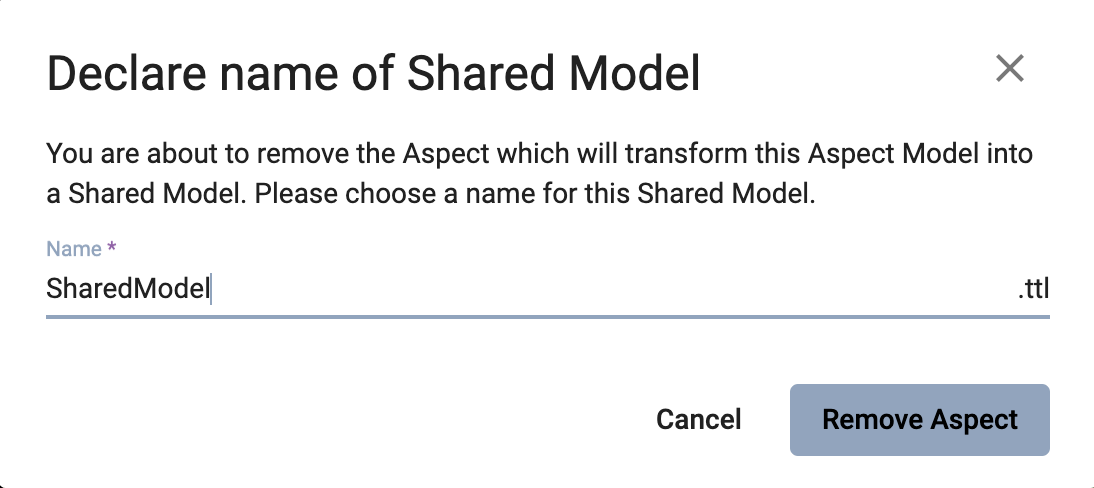 Declare name of Shared Model
You are about to remove the Aspect which will transform this Aspect Model into
a Shared Model. Please choose a name for this Shared Model.
Name *
SharedModel .ttl
Cancel Remove Aspect